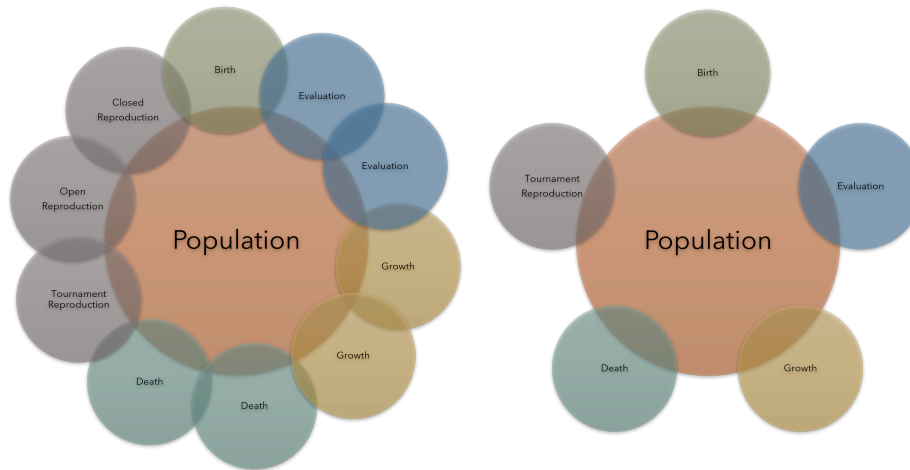 Birth
Evaluation
Evaluation
Growth
Growth
Death
Death
Tournament
Reproduction
Open
Reproduction
Closed
Reproduction
Population
Birth
Evaluation
Growth
Death
Tournament
Reproduction
Population